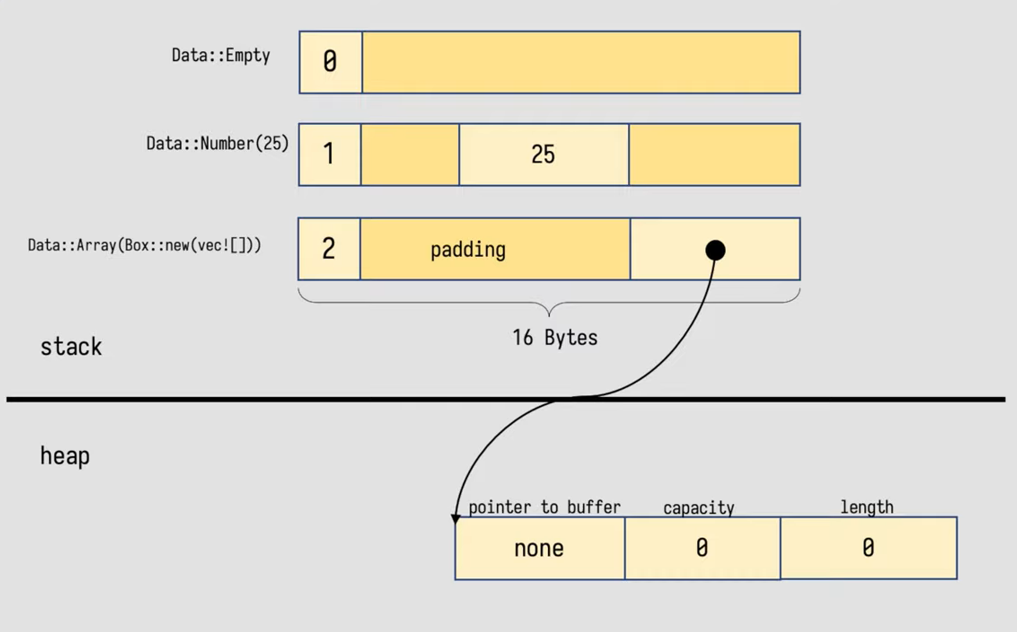 Data::Empty
0
Data::Number(25)
1
25
Data::Array(Box::new(vec![]))
2
padding
16 Bytes
stack
heap
pointer to buffer
capacity
length
none
0
0